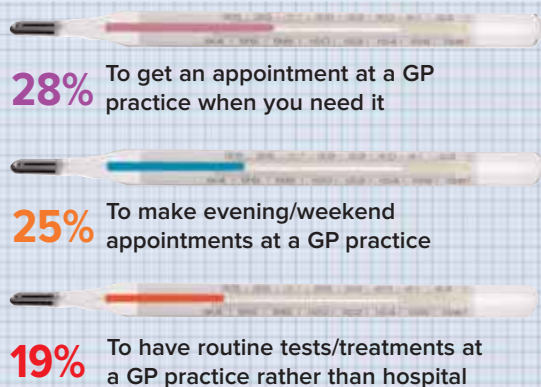 28% To get an appointment at a GP
practice when you need it
25% To make evening/weekend
appointments at a GP practice
19% To have routine tests/treatments at
a GP practice rather than hospital